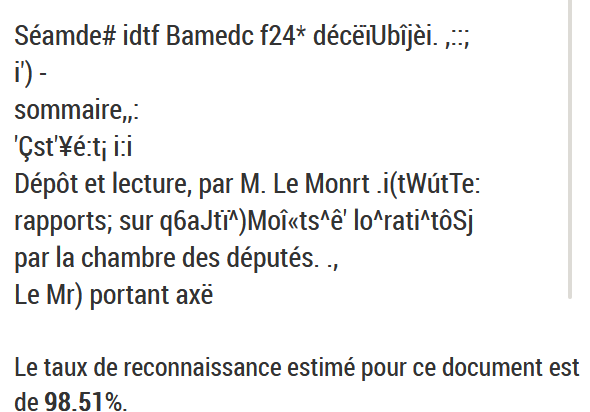 Séamde# idtf Bamedc f24* décëïUbîjèi. ,::;
i') -
sommaire,,:
'Çst'¥é:t¡ i:i
Dépôt et lecture, par M. Le Monrt .i(tWútTe:
rapports; sur q6aJtï^)Moî«ts^ê' lo^rati^tôSj
par la chambre des députés. .,
Le Mr) portant axë
Le taux de reconnaissance estimé pour ce document est
de 98.51%.